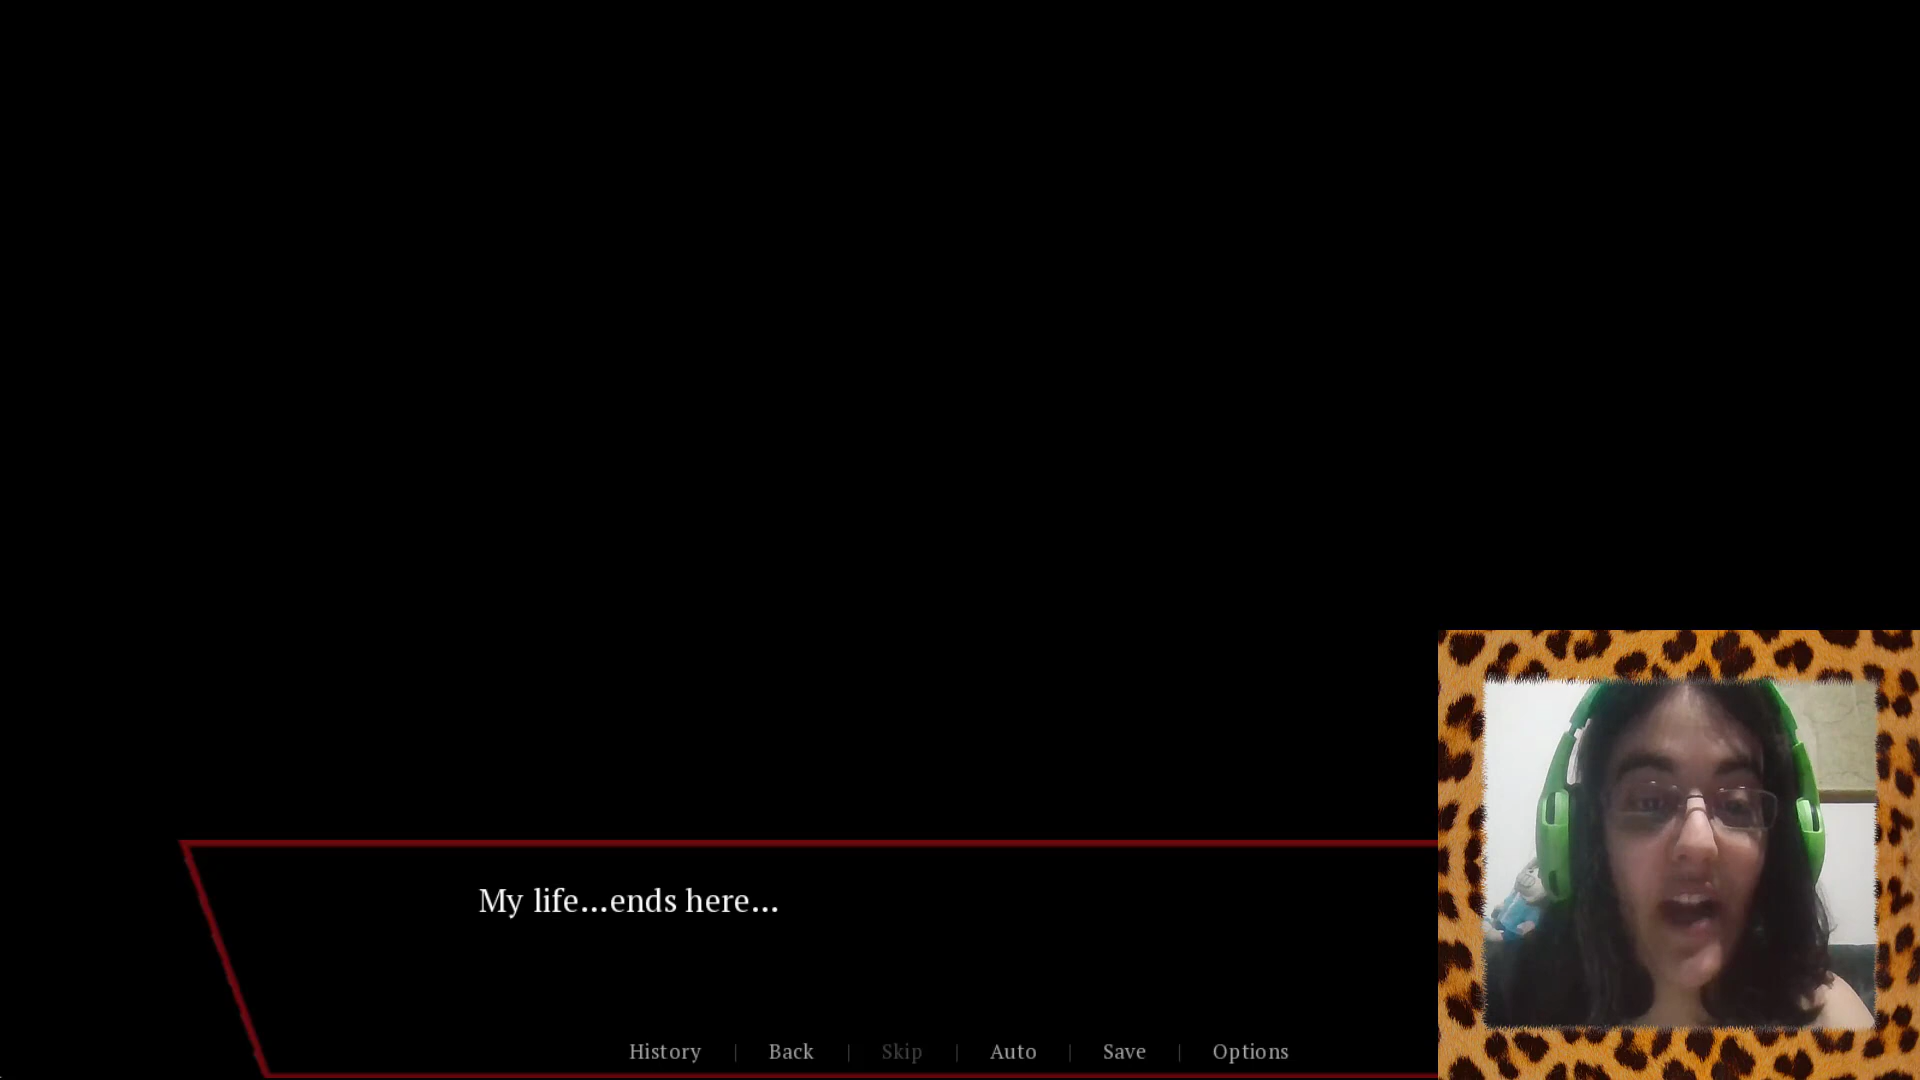 My life...ends here...
History | Back | Skip | Auto | Save | Options